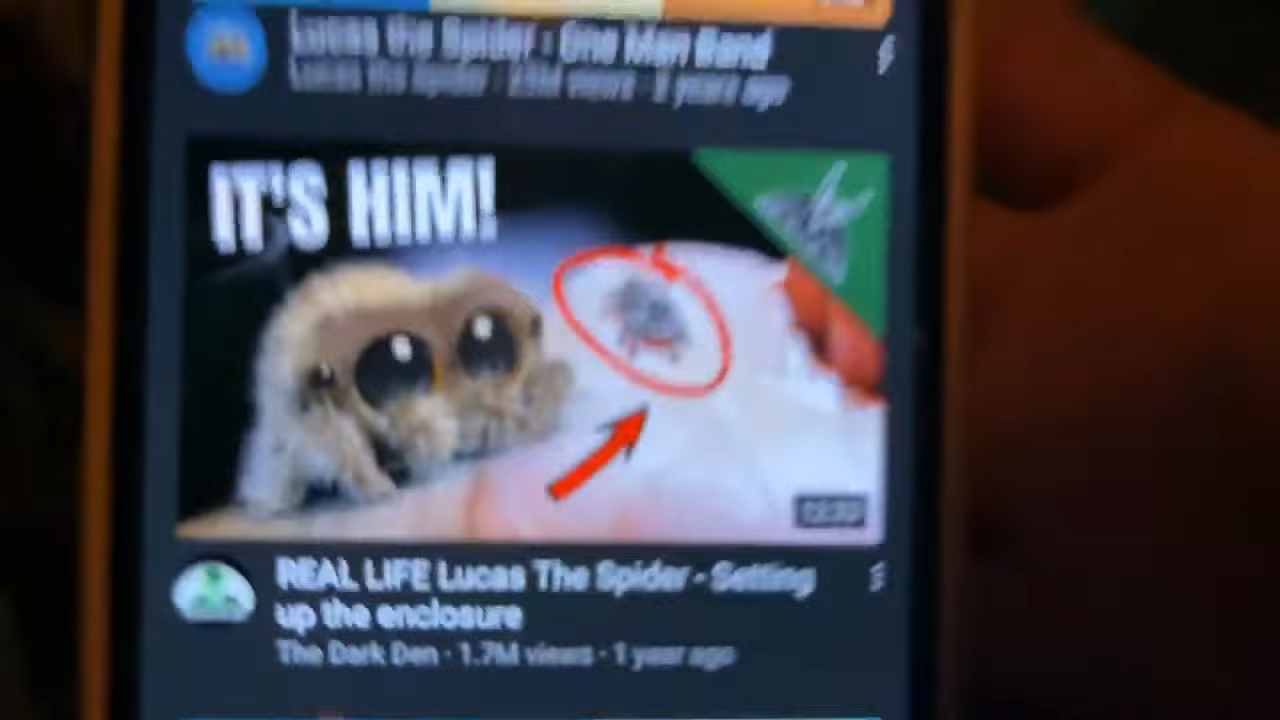 Lucas the Spider - One Man Band
IT'S HIM!
REAL LIFE Lucas The Spider - Setting
up the enclosure
The Dark Den · 1.7M views · 1 year ago